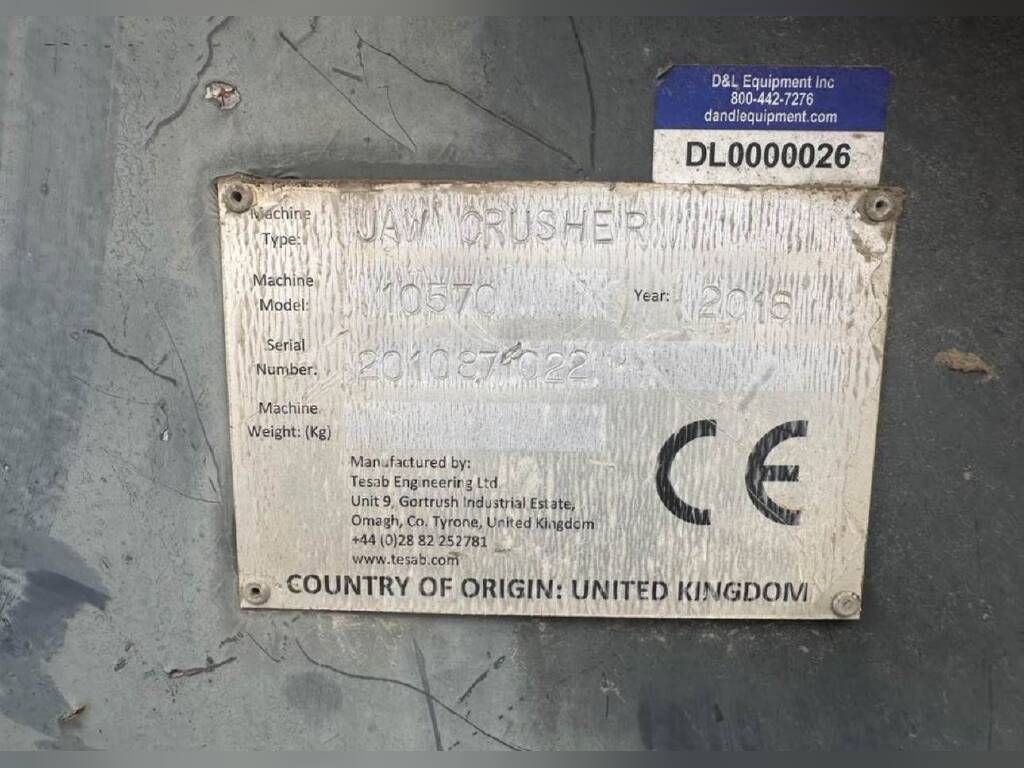 D&L Equipment Inc
800-442-7276
dandlequipment.com
DL0000026
Machine Type: JAW CRUSHER
Machine Model: 10570 Year: 2016
Serial Number:
Machine Weight: (Kg)
Manufactured by:
Tesab Engineering Ltd
Unit 9, Gortrush Industrial Estate,
Omagh, Co. Tyrone, United Kingdom
+44 (0)28 82 252781
www.tesab.com
CE
COUNTRY OF ORIGIN: UNITED KINGDOM